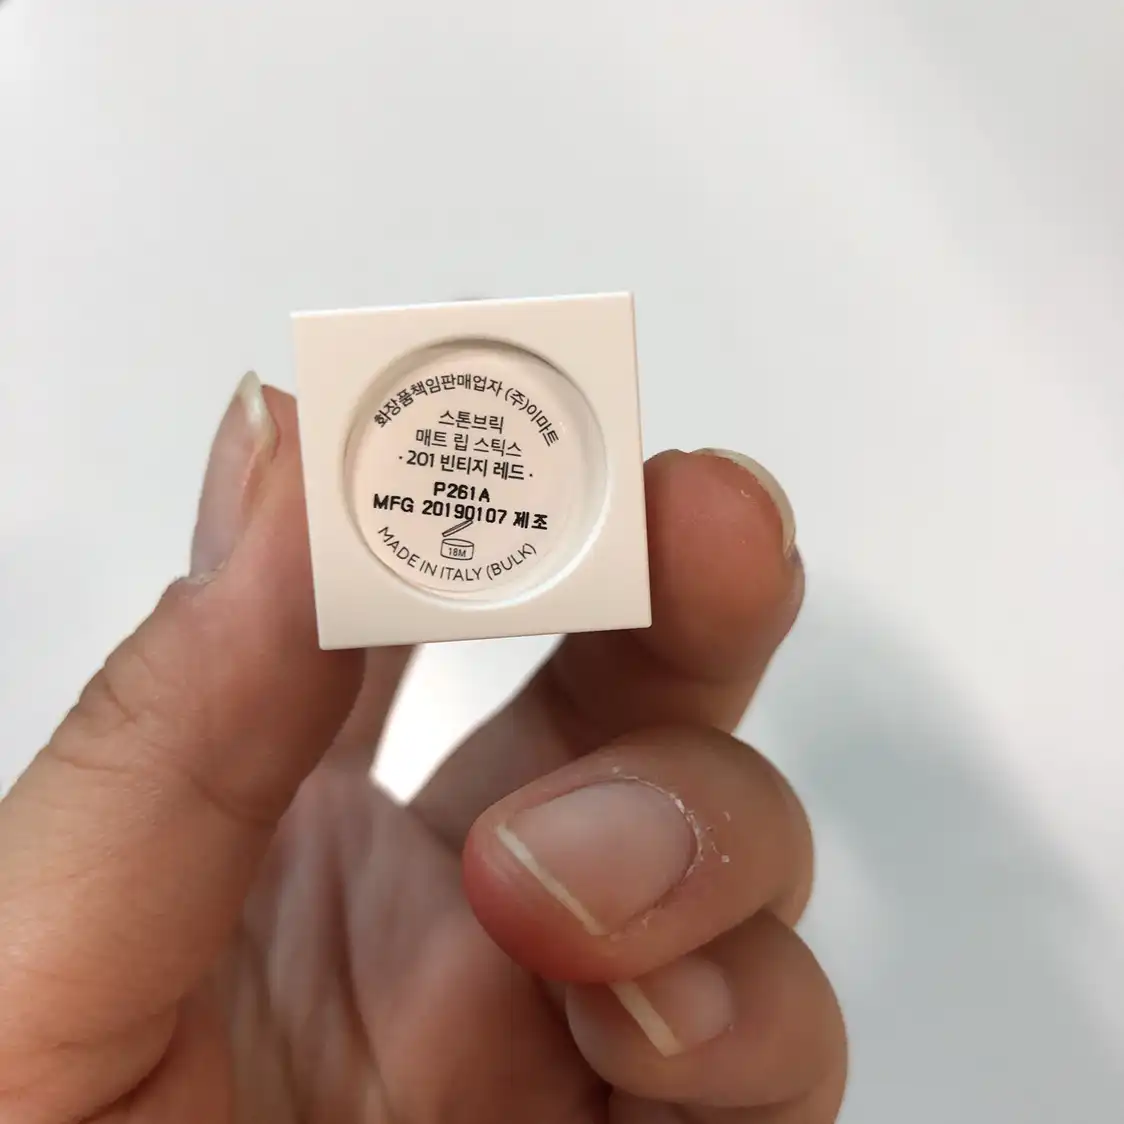 화장품책임판매업자 (주)이마트
스톤브릭
매트 립 스틱스
· 201 빈티지 레드 ·
P261A
MFG 20190107 제조
18M
MADE IN ITALY (BULK)